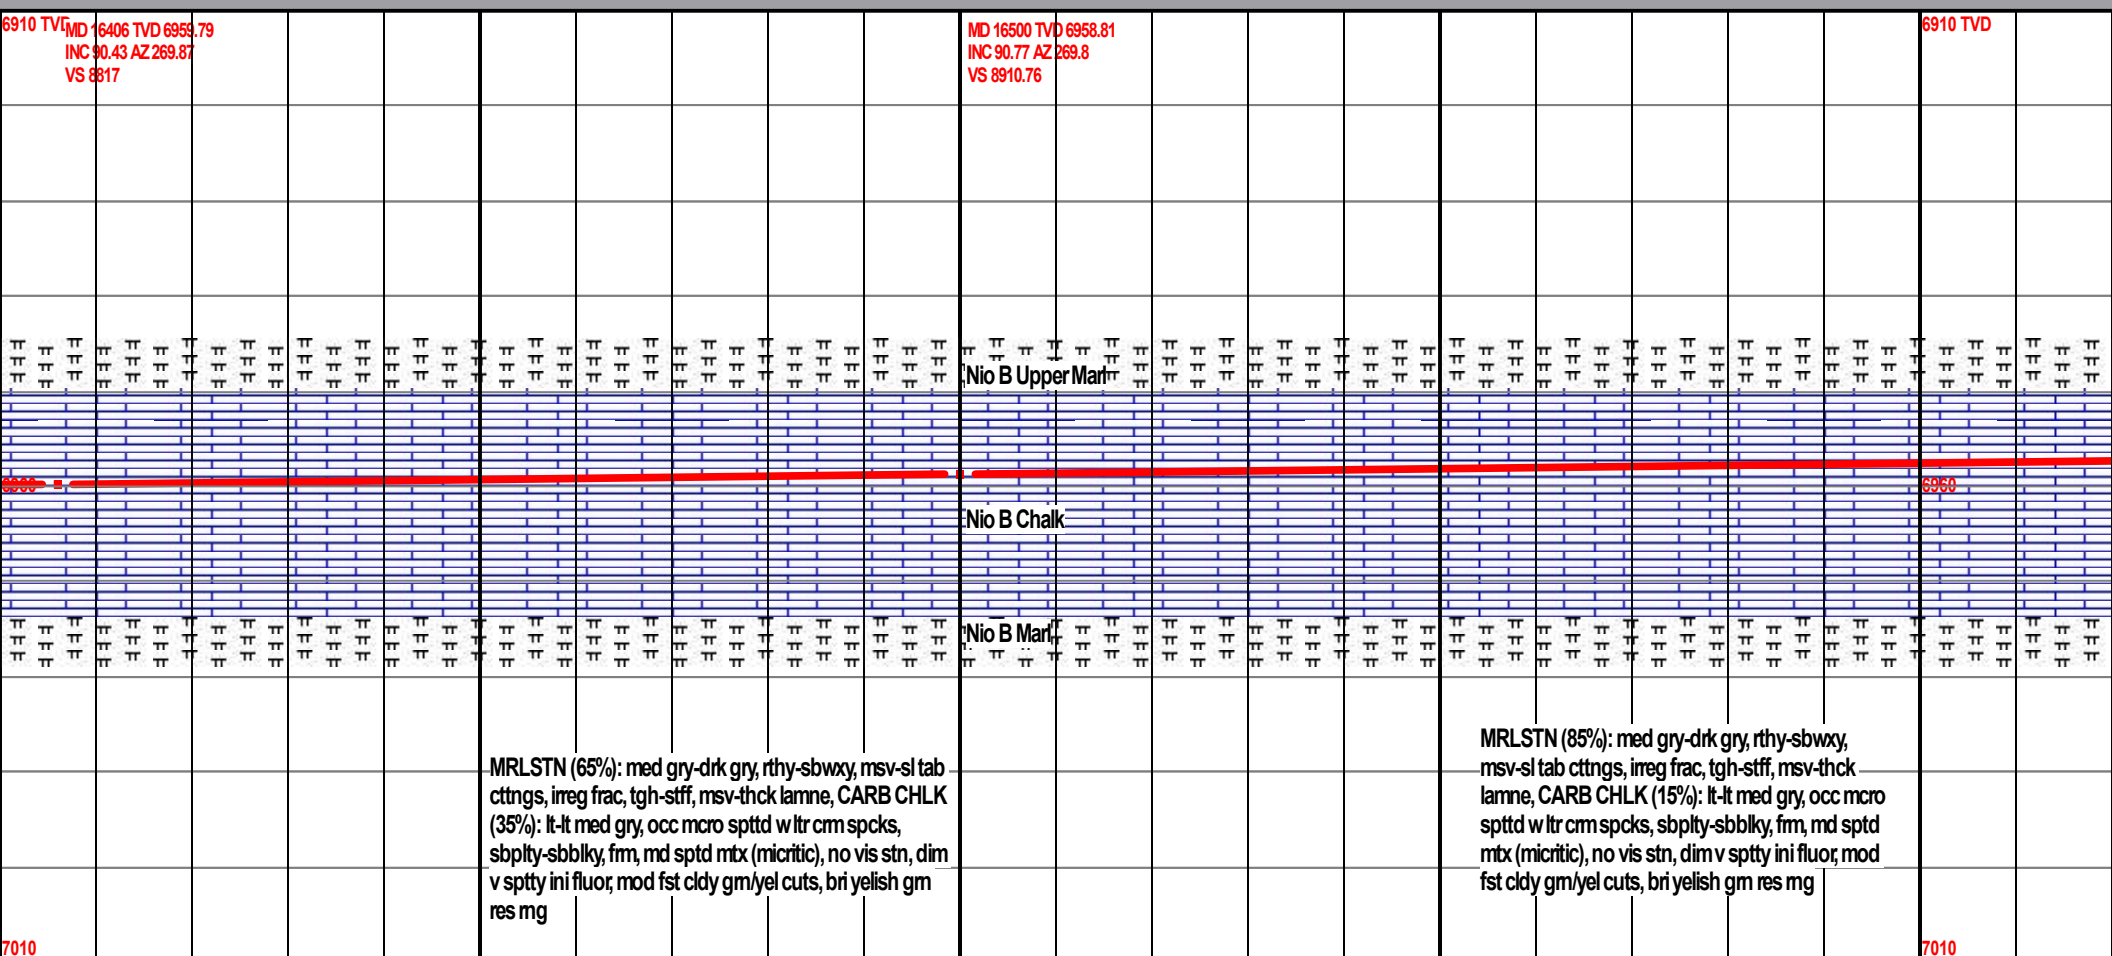 6910 TVD
MD 16406 TVD 6959.79
INC 90.43 AZ 269.87
VS 8817
MD 16500 TVD 6958.81
INC 90.77 AZ 269.8
VS 8910.76
6910 TVD
Nio B Upper Marl
6960
6960
Nio B Chalk
Nio B Marl
MRLSTN (65%): med gry-drk gry, rthy-sbwxy, msv-sl tab
cttngs, irreg frac, tgh-stff, msv-thck lamne, CARB CHLK
(35%): lt-lt med gry, occ mcro spttd w ltr crm spcks,
sbplty-sbblky, frm, md sptd mtx (micritic), no vis stn, dim
v sptty ini fluor, mod fst cldy grn/yel cuts, bri yelish grn
res rng
MRLSTN (85%): med gry-drk gry, rthy-sbwxy,
msv-sl tab cttngs, irreg frac, tgh-stff, msv-thck
lamne, CARB CHLK (15%): lt-lt med gry, occ mcro
spttd w ltr crm spcks, sbplty-sbblky, frm, md sptd
mtx (micritic), no vis stn, dim v sptty ini fluor, mod
fst cldy grn/yel cuts, bri yelish grn res rng
7010
7010